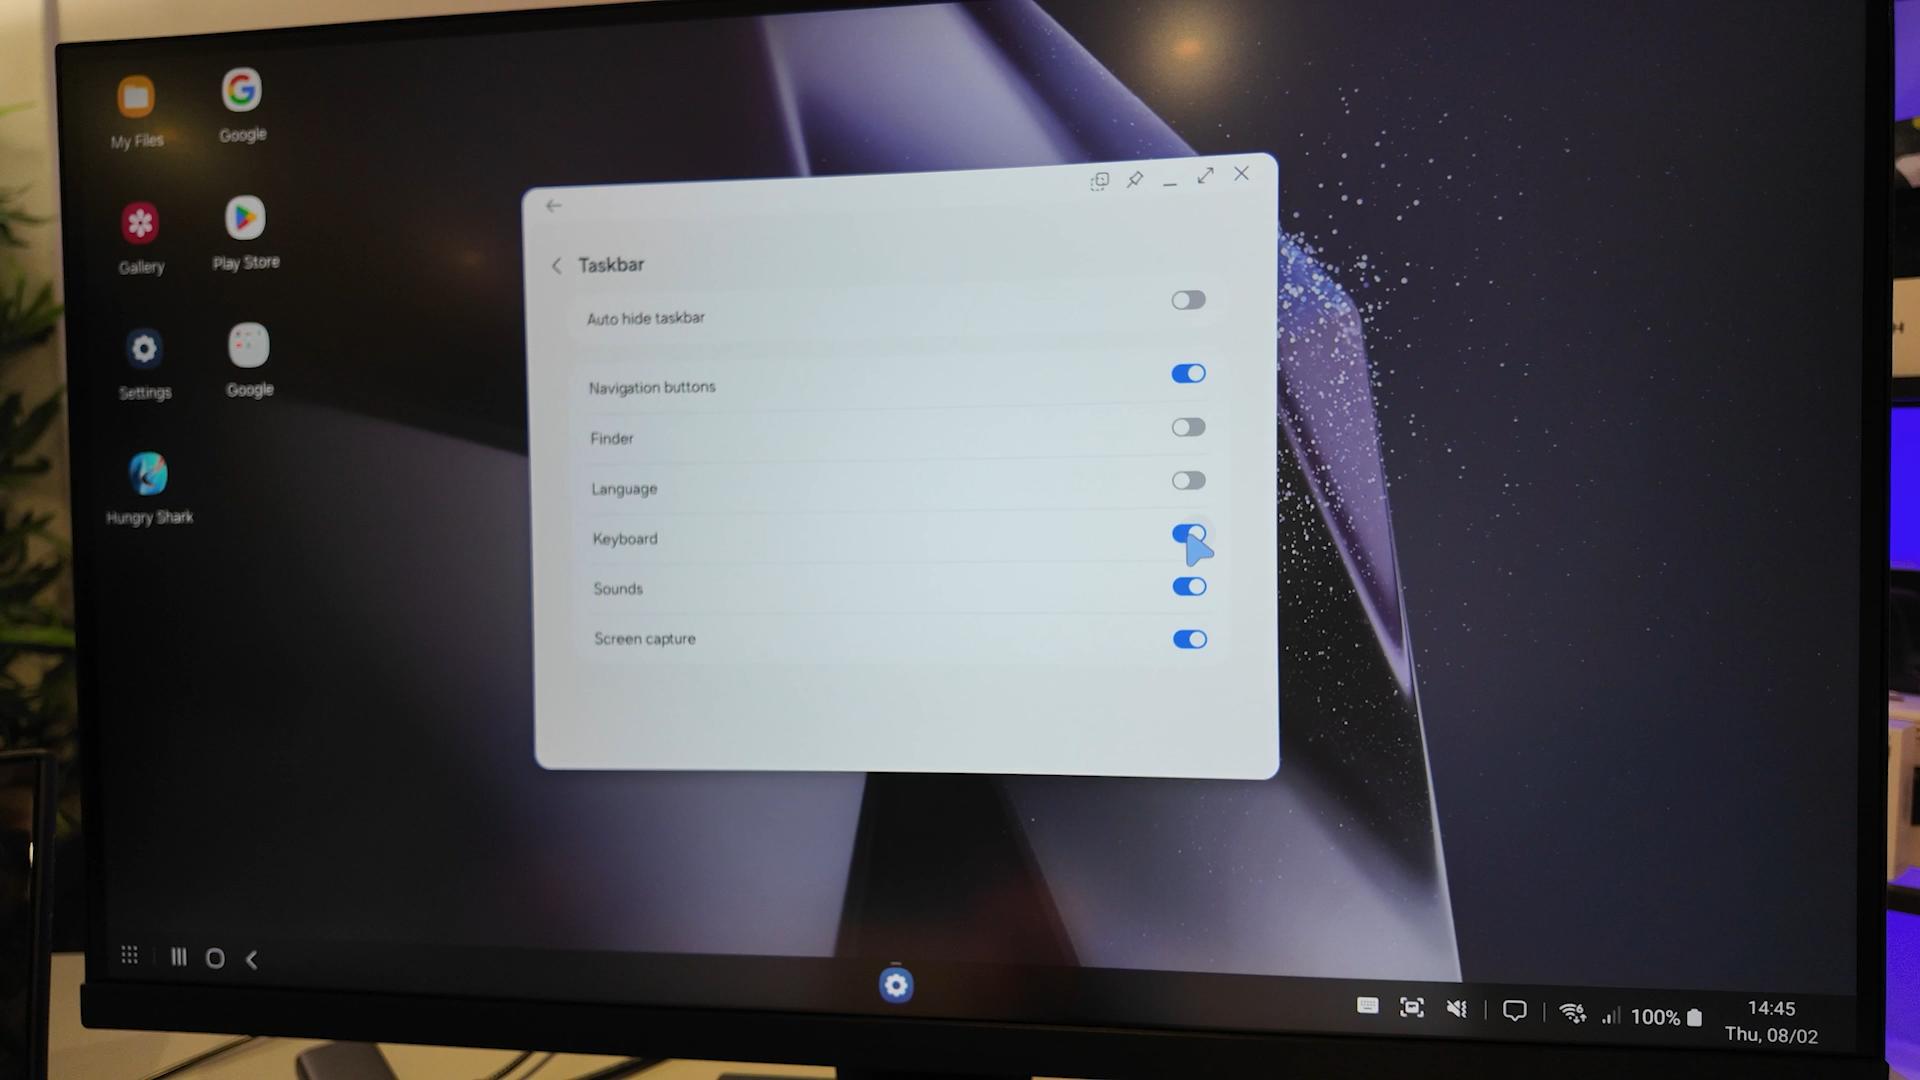 My Files
Google
Gallery
Play Store
Settings
Google
Hungry Shark
Taskbar
Auto hide taskbar
Navigation buttons
Finder
Language
Keyboard
Sounds
Screen capture
100%
14:45
Thu, 08/02